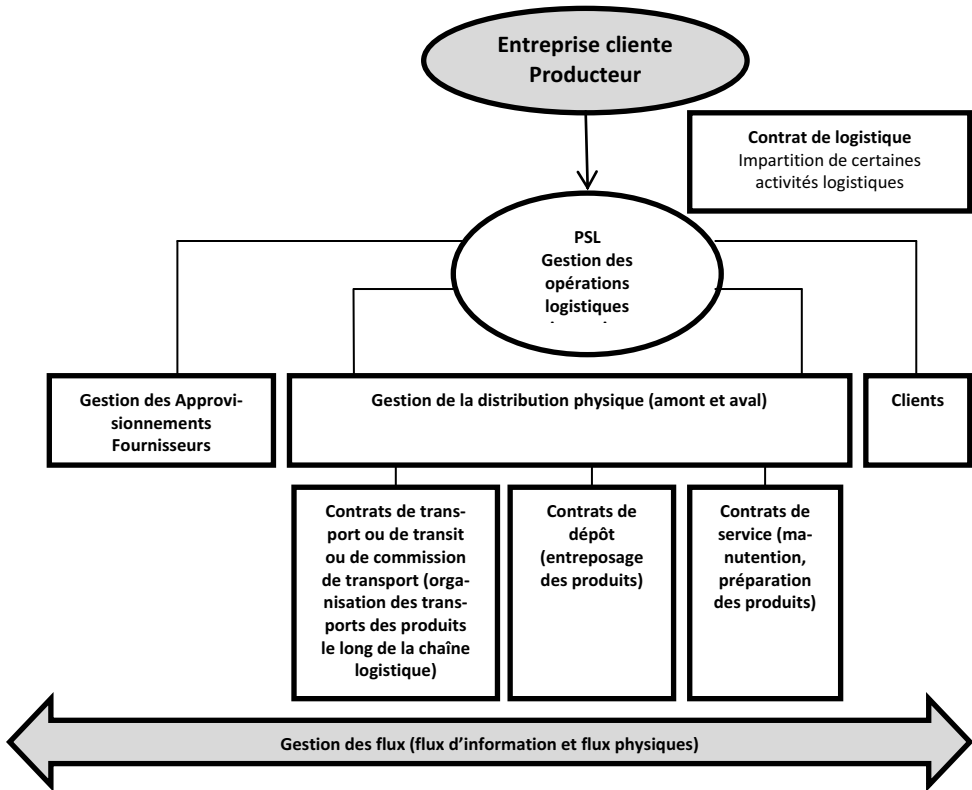 Entreprise cliente
Producteur
Contrat de logistique
Impartition de certaines
activités logistiques
PSL
Gestion des
opérations
logistiques
Gestion des Approvi-
sionnements
Fournisseurs
Gestion de la distribution physique (amont et aval)
Clients
Contrats de trans-
port ou de transit
ou de commission
de transport (orga-
nisation des trans-
ports des produits
le long de la chaîne
logistique)
Contrats de
dépôt
(entreposage
des produits)
Contrats de
service (ma-
nutention,
préparation
des produits)
Gestion des flux (flux d’information et flux physiques)